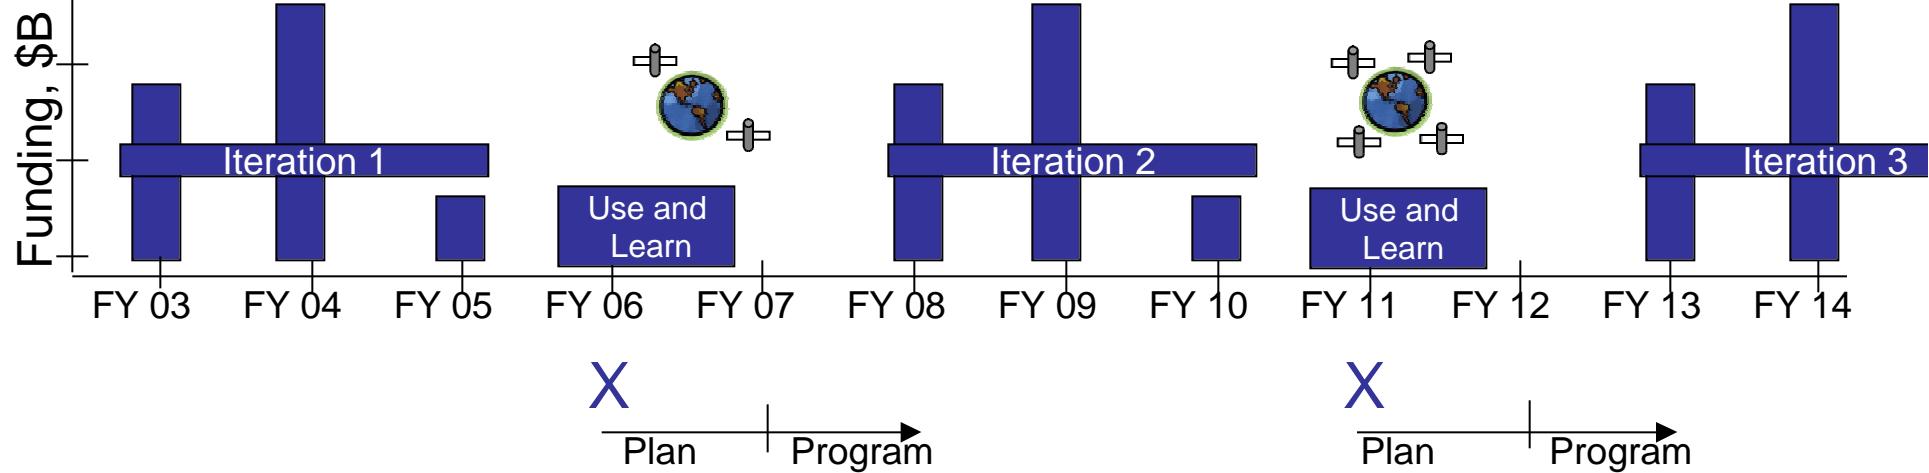 Funding, $B
Iteration 1
Iteration 2
Iteration 3
Use and
Learn
Use and
Learn
FY 03
FY 04
FY 05
FY 06
FY 07
FY 08
FY 09
FY 10
FY 11
FY 12
FY 13
FY 14
X
X
Plan
Program
Plan
Program